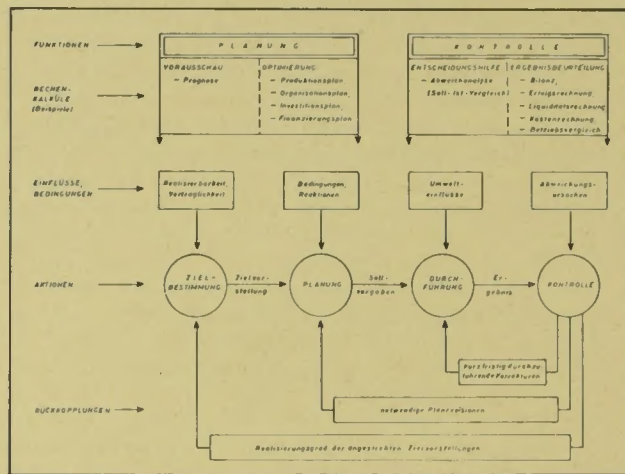 FUNKTIONEN
PLANUNG
KONTROLLE
VORAUSSCHAU
– Prognose
OPTIMIERUNG
– Produktionsplan
– Organisationsplan,
– Investitionsplan,
– Finanzierungsplan
ENTSCHEIDUNGSHILFE
– Abweichanalyse
(Soll-Ist-Vergleich)
ERGEBNISBEURTEILUNG
– Bilanz,
– Erfolgsrechnung,
– Liquiditätsrechnung
– Kostenrechnung,
– Betriebsvergleich
RECHEN-
KALKÜLE
(Beispiele)
EINFLÜSSE,
BEDINGUNGEN
Realisierbarkeit,
Verträglichkeit
Bedingungen,
Reaktionen
Umwelt-
einflüsse
Abweichungs-
ursachen
AKTIONEN
ZIEL-
BESTIMMUNG
Zielvor-
stellung
PLANUNG
Soll-
vorgaben
DURCH-
FÜHRUNG
Er-
gebnis
KONTROLLE
kurzfristig durchzu-
führende Korrekturen
RÜCKKOPPLUNGEN
notwendige Planrevisionen
Realisierungsgrad der angestrebten Zielvorstellungen